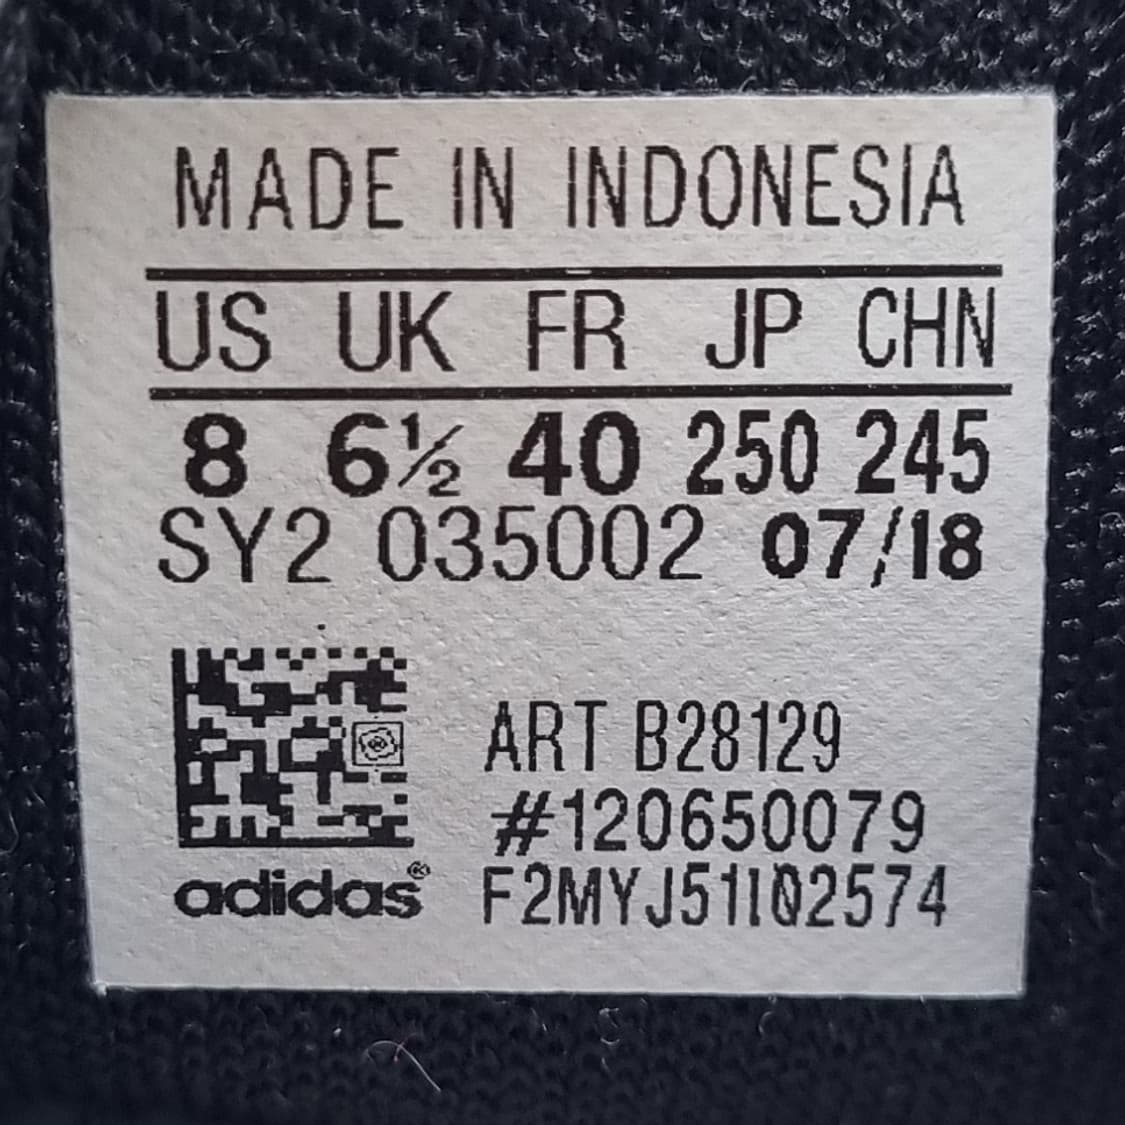 MADE IN INDONESIA
US UK FR JP CHN
8 6½ 40 250 245
SY2 035002 07/18
ART B28129
#120650079
adidas® F2MYJ51I02574